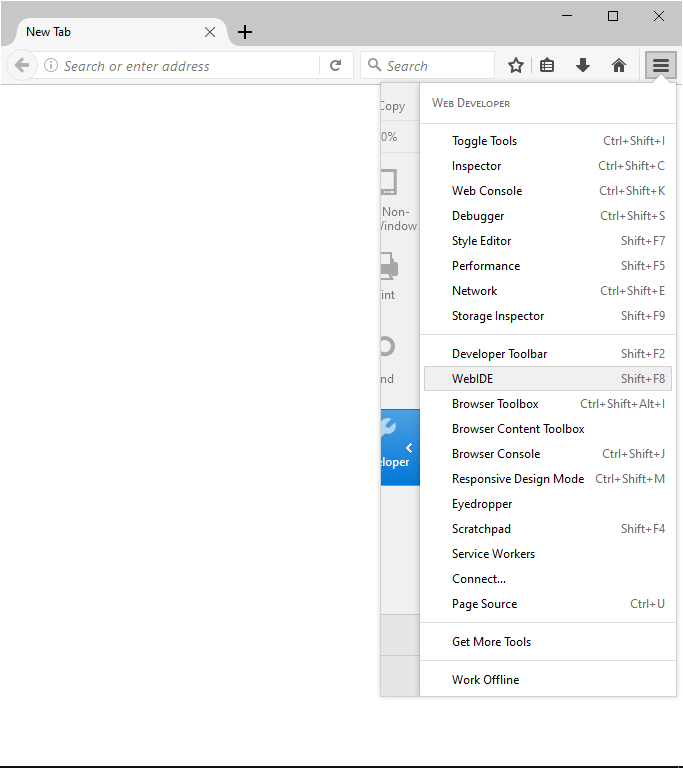 New Tab
Search or enter address
Search
Copy
0%
Non-
Window
int
nd
eloper
Web Developer
Toggle Tools Ctrl+Shift+I
Inspector Ctrl+Shift+C
Web Console Ctrl+Shift+K
Debugger Ctrl+Shift+S
Style Editor Shift+F7
Performance Shift+F5
Network Ctrl+Shift+E
Storage Inspector Shift+F9
Developer Toolbar Shift+F2
WebIDE Shift+F8
Browser Toolbox Ctrl+Shift+Alt+I
Browser Content Toolbox
Browser Console Ctrl+Shift+J
Responsive Design Mode Ctrl+Shift+M
Eyedropper
Scratchpad Shift+F4
Service Workers
Connect...
Page Source Ctrl+U
Get More Tools
Work Offline